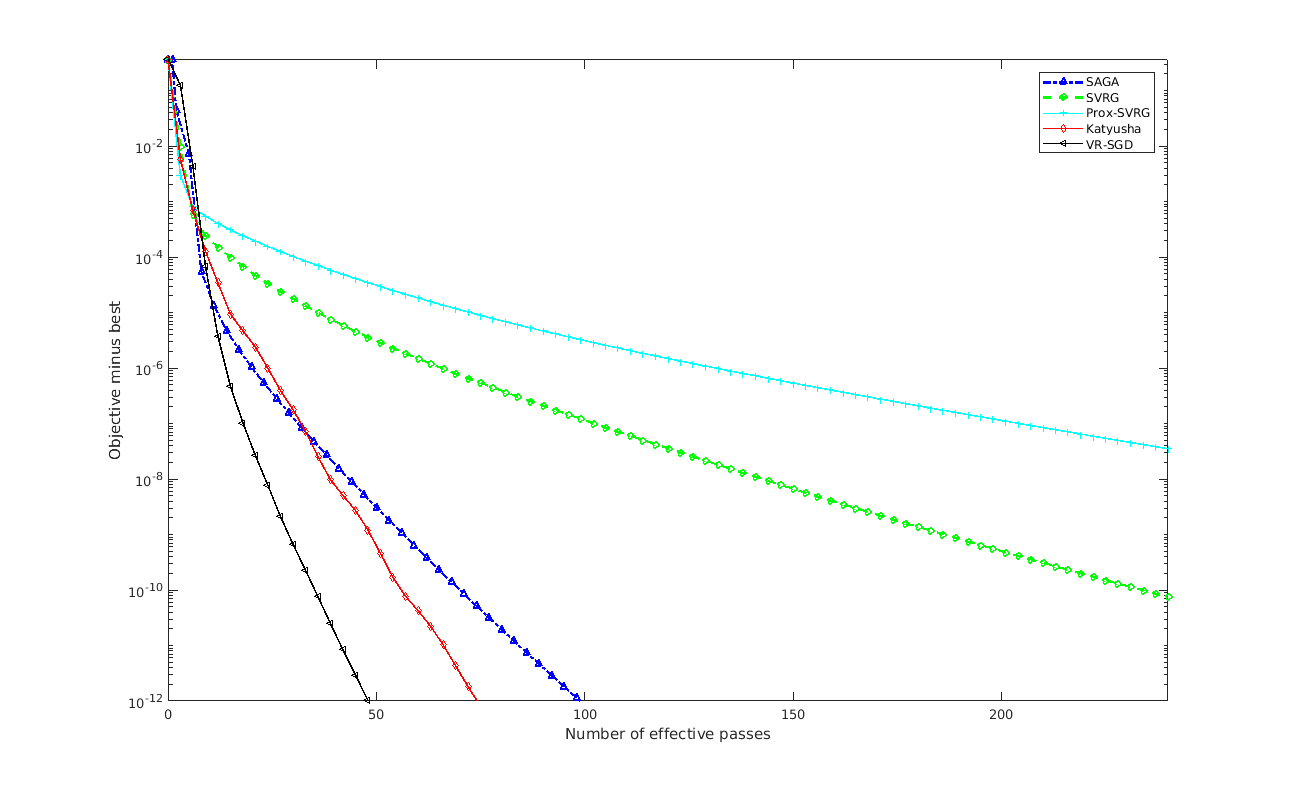 SAGA
SVRG
Prox-SVRG
Katyusha
VR-SGD
10-2
10-4
10-6
10-8
10-10
10-12
Objective minus best
0 50 100 150 200
Number of effective passes